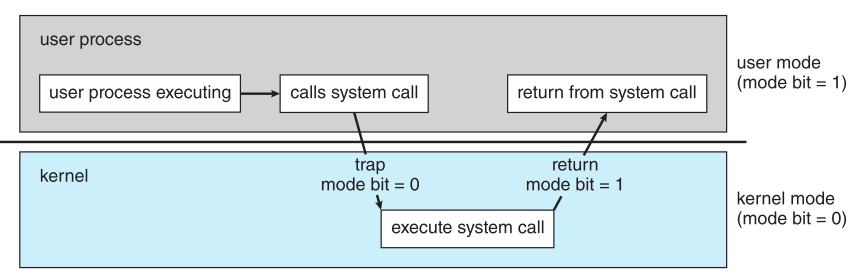 user process
user process executing
calls system call
return from system call
user mode
(mode bit = 1)
trap
mode bit = 0
return
mode bit = 1
kernel
execute system call
kernel mode
(mode bit = 0)